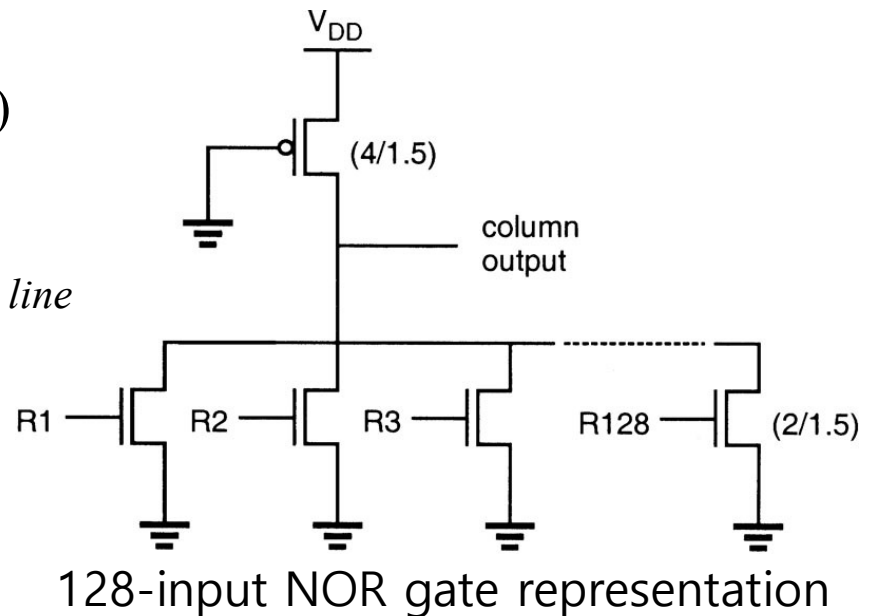 V_DD
)
(4/1.5)
column
output
line
R1
R2
R3
R128
(2/1.5)
128-input NOR gate representation